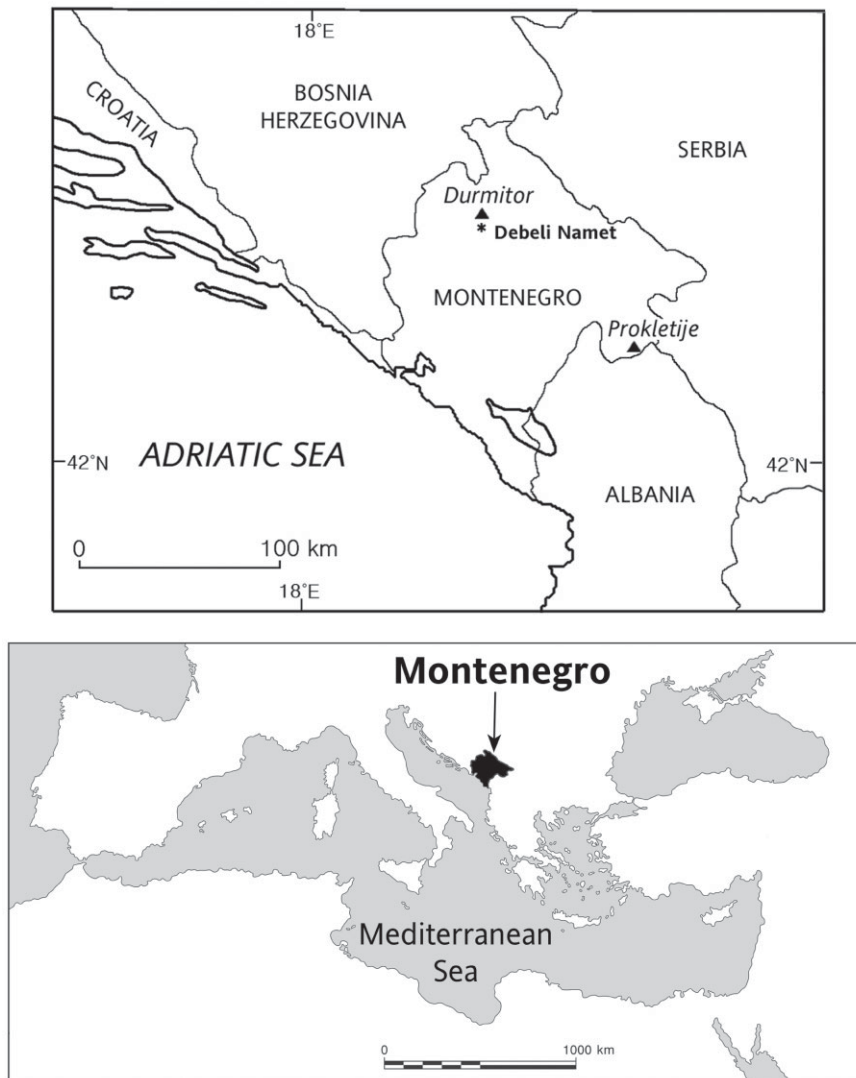 18°E
BOSNIA
HERZEGOVINA
CROATIA
SERBIA
Durmitor
* Debeli Namet
MONTENEGRO
Prokletije
ADRIATIC SEA
42°N
42°N
ALBANIA
0 100 km
18°E
Montenegro
Mediterranean
Sea
0 1000 km